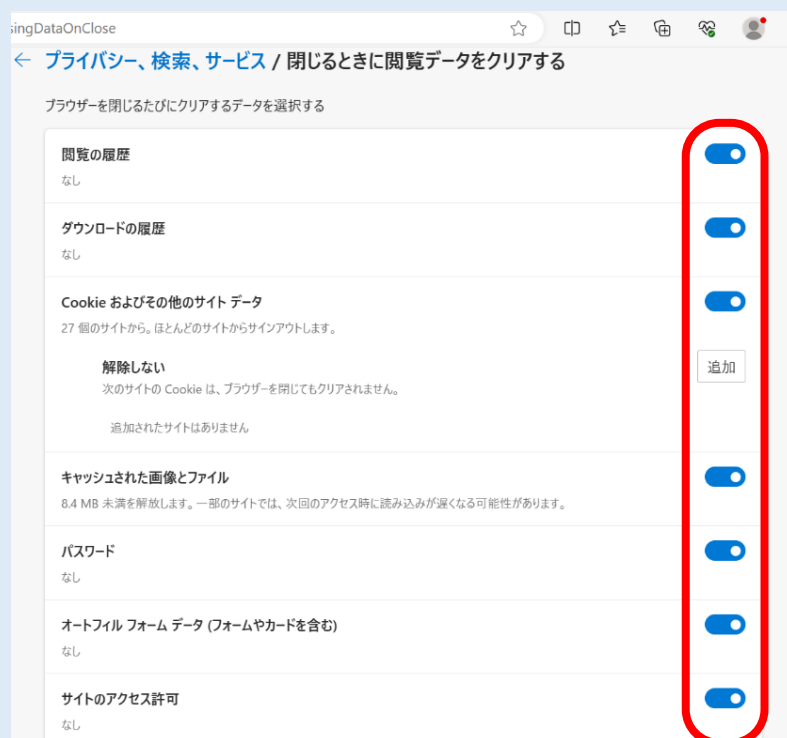 singDataOnClose
プライバシー、検索、サービス / 閉じるときに閲覧データをクリアする
ブラウザーを閉じるたびにクリアするデータを選択する
閲覧の履歴
なし
ダウンロードの履歴
なし
Cookie およびその他のサイト データ
27 個のサイトから。ほとんどのサイトからサインアウトします。
解除しない
追加
次のサイトの Cookie は、ブラウザーを閉じてもクリアされません。
追加されたサイトはありません
キャッシュされた画像とファイル
8.4 MB 未満を解放します。一部のサイトでは、次回のアクセス時に読み込みが遅くなる可能性があります。
パスワード
なし
オートフィル フォーム データ (フォームやカードを含む)
なし
サイトのアクセス許可
なし